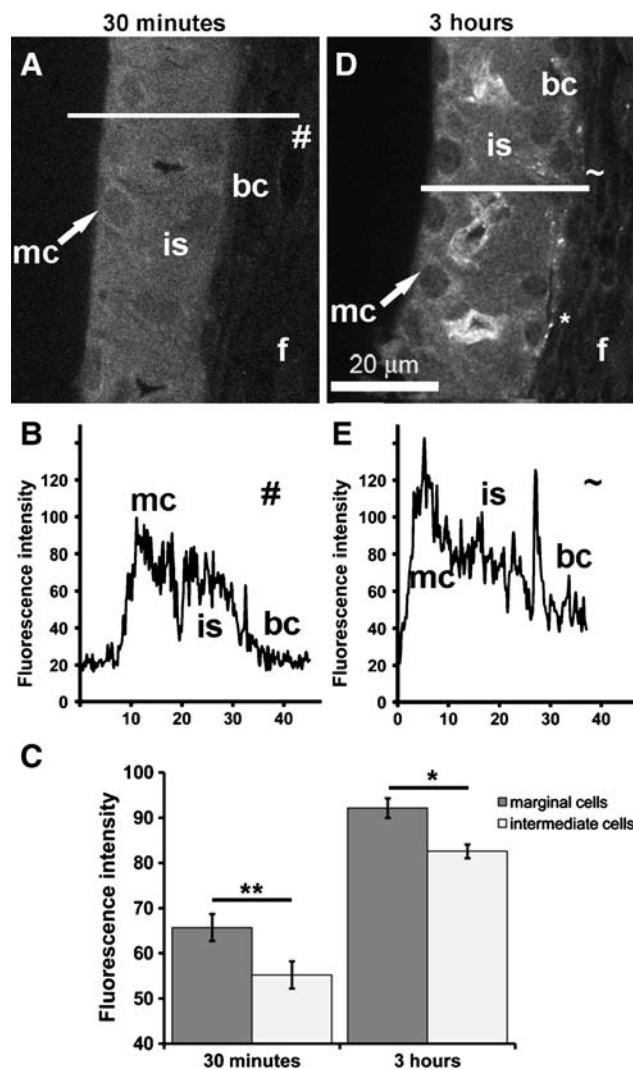 30 minutes
3 hours
A
#
bc
mc
is
f
D
bc
is
~
mc
*
f
20 µm
B
Fluorescence intensity
120
100
80
60
40
20
0
10 20 30 40
mc
#
is
bc
E
Fluorescence intensity
120
100
80
60
40
20
0
0 10 20 30 40
is
~
mc
bc
C
Fluorescence intensity
100
90
80
70
60
50
40
**
*
marginal cells
intermediate cells
30 minutes
3 hours